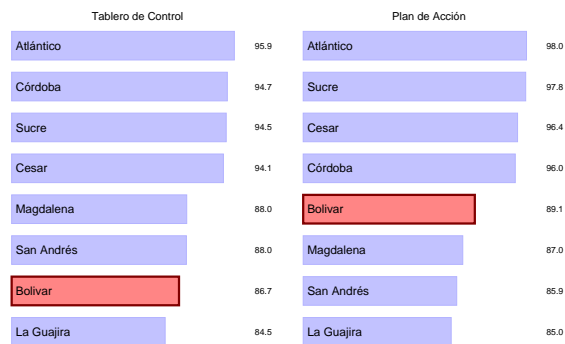 Tablero de Control
Atlántico 95.9
Córdoba 94.7
Sucre 94.5
Cesar 94.1
Magdalena 88.0
San Andrés 88.0
Bolivar 86.7
La Guajira 84.5
Plan de Acción
Atlántico 98.0
Sucre 97.8
Cesar 96.4
Córdoba 96.0
Bolivar 89.1
Magdalena 87.0
San Andrés 85.9
La Guajira 85.0